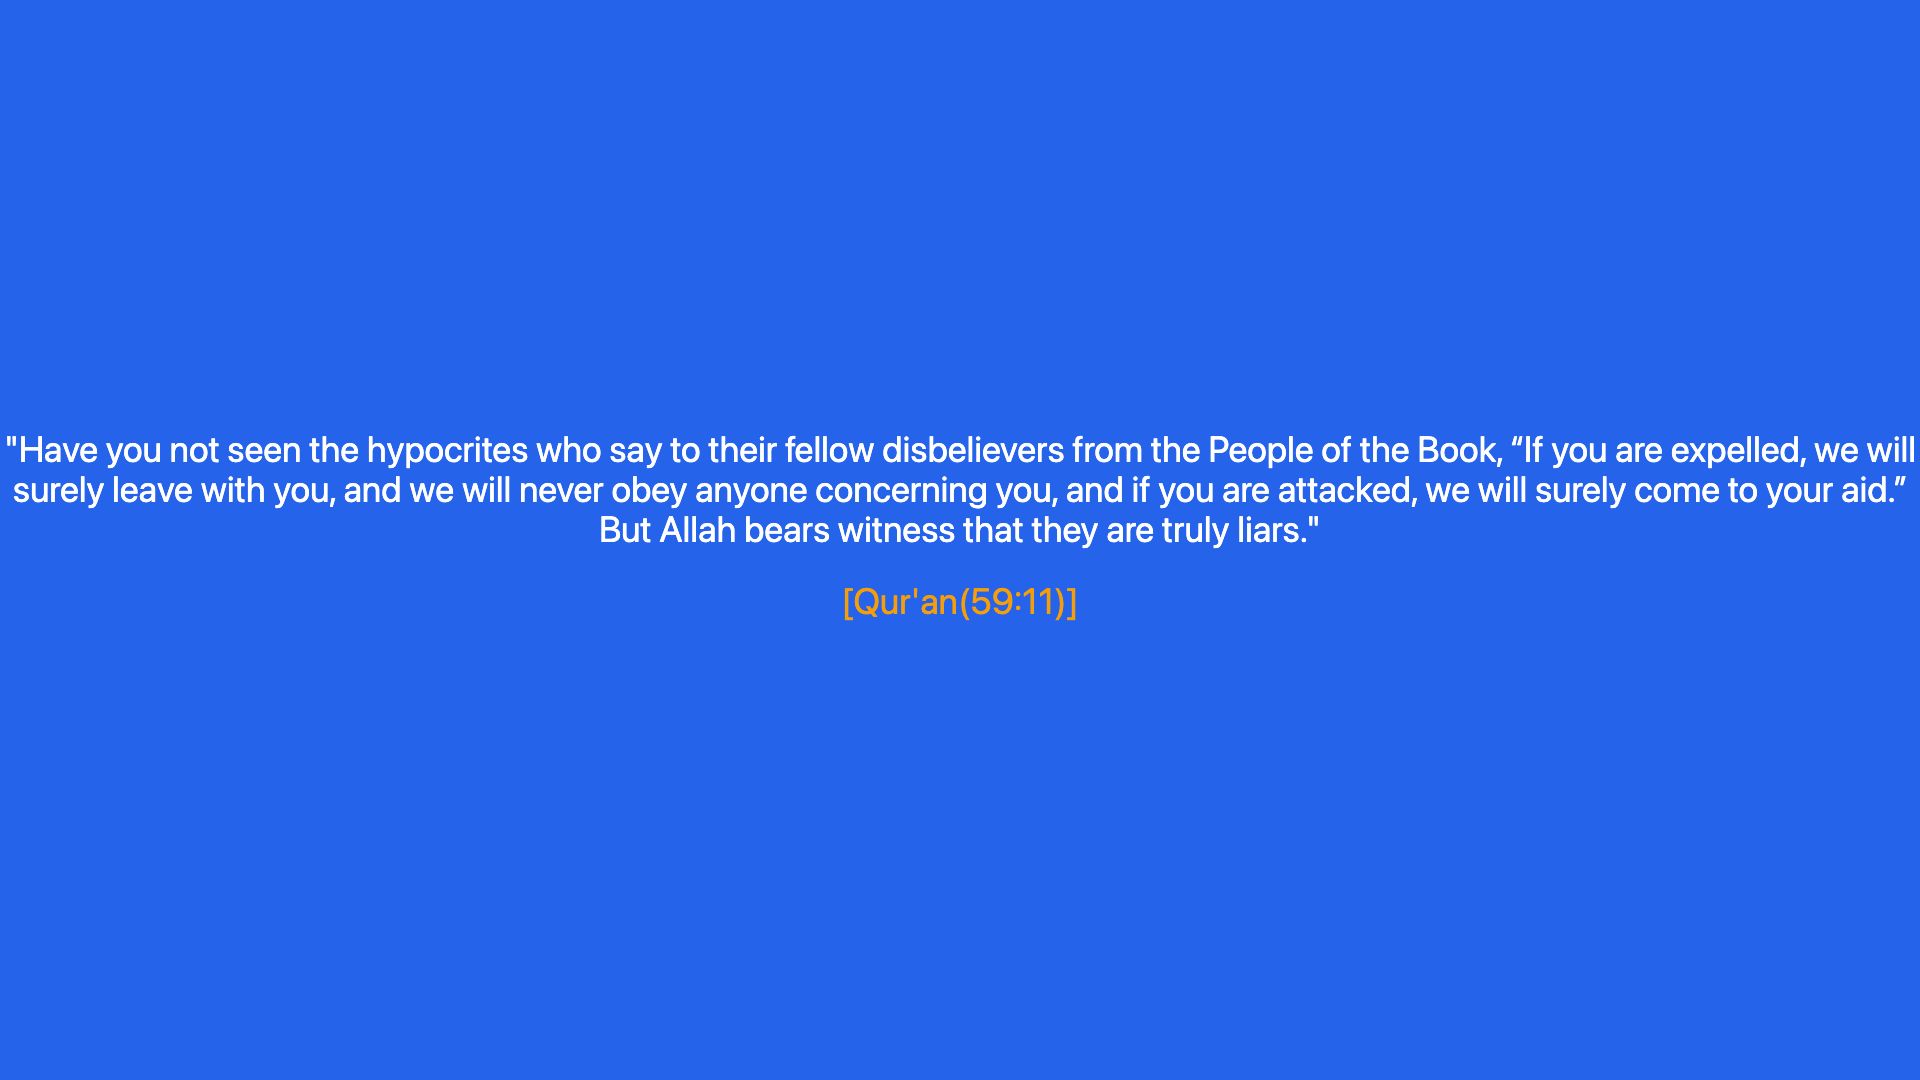 "Have you not seen the hypocrites who say to their fellow disbelievers from the People of the Book, “If you are expelled, we will
surely leave with you, and we will never obey anyone concerning you, and if you are attacked, we will surely come to your aid.”
But Allah bears witness that they are truly liars."
[Qur'an(59:11)]